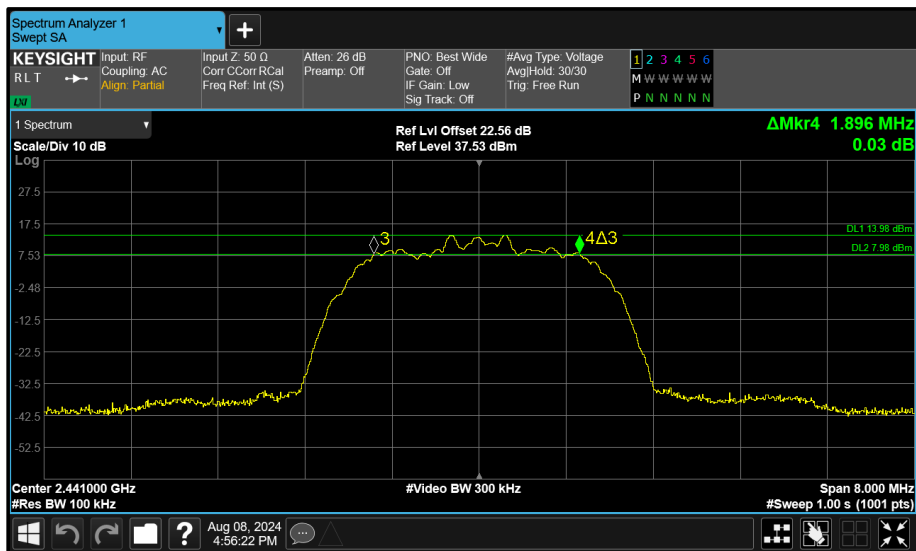 Spectrum Analyzer 1
Swept SA
KEYSIGHT
R L T
LXI
Input: RF
Coupling: AC
Align: Partial
Input Z: 50 Ω
Corr CCorr RCal
Freq Ref: Int (S)
Atten: 26 dB
Preamp: Off
PNO: Best Wide
Gate: Off
IF Gain: Low
Sig Track: Off
#Avg Type: Voltage
Avg|Hold: 30/30
Trig: Free Run
1 2 3 4 5 6
M W W W W W
P N N N N N
1 Spectrum
Scale/Div 10 dB
Ref Lvl Offset 22.56 dB
Ref Level 37.53 dBm
ΔMkr4 1.896 MHz
0.03 dB
Log
27.5
17.5
7.53
-2.48
-12.5
-22.5
-32.5
-42.5
-52.5
3
4Δ3
DL1 13.98 dBm
DL2 7.98 dBm
Center 2.441000 GHz
#Video BW 300 kHz
Span 8.000 MHz
#Res BW 100 kHz
#Sweep 1.00 s (1001 pts)
?
Aug 08, 2024
4:56:22 PM